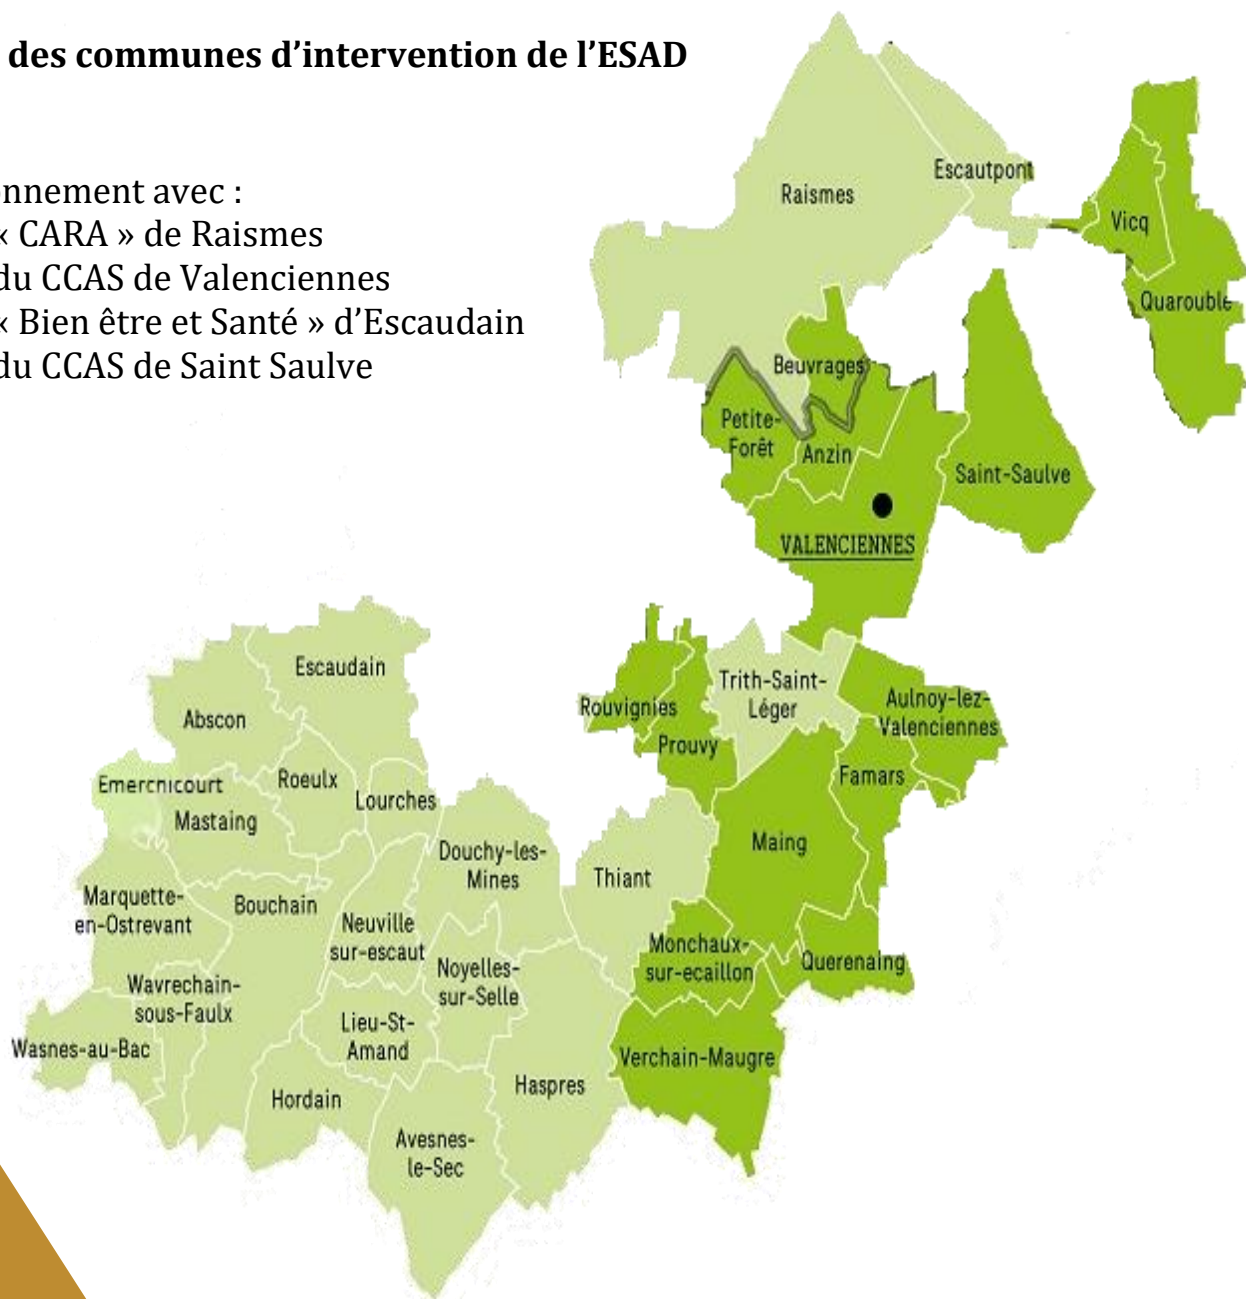 des communes d’intervention de l’ESAD
onnement avec :
« CARA » de Raismes
du CCAS de Valenciennes
« Bien être et Santé » d’Escaudain
du CCAS de Saint Saulve
Raismes
Escautpont
Vicq
Quarouble
Beuvrages
Petite-
Forêt
Anzin
Saint-Saulve
VALENCIENNES
Escaudain
Abscon
Trith-Saint-
Léger
Rouvignies
Prouvy
Aulnoy-lez-
Valenciennes
Famars
Emerchicourt
Roeulx
Lourches
Mastaing
Maing
Douchy-les-
Mines
Thiant
Marquette-
en-Ostrevant
Bouchain
Neuville
sur-escaut
Noyelles-
sur-Selle
Monchaux-
sur-ecaillon
Querenaing
Wavrechain-
sous-Faulx
Lieu-St-
Amand
Wasnes-au-Bac
Verchain-Maugre
Haspres
Hordain
Avesnes-
le-Sec